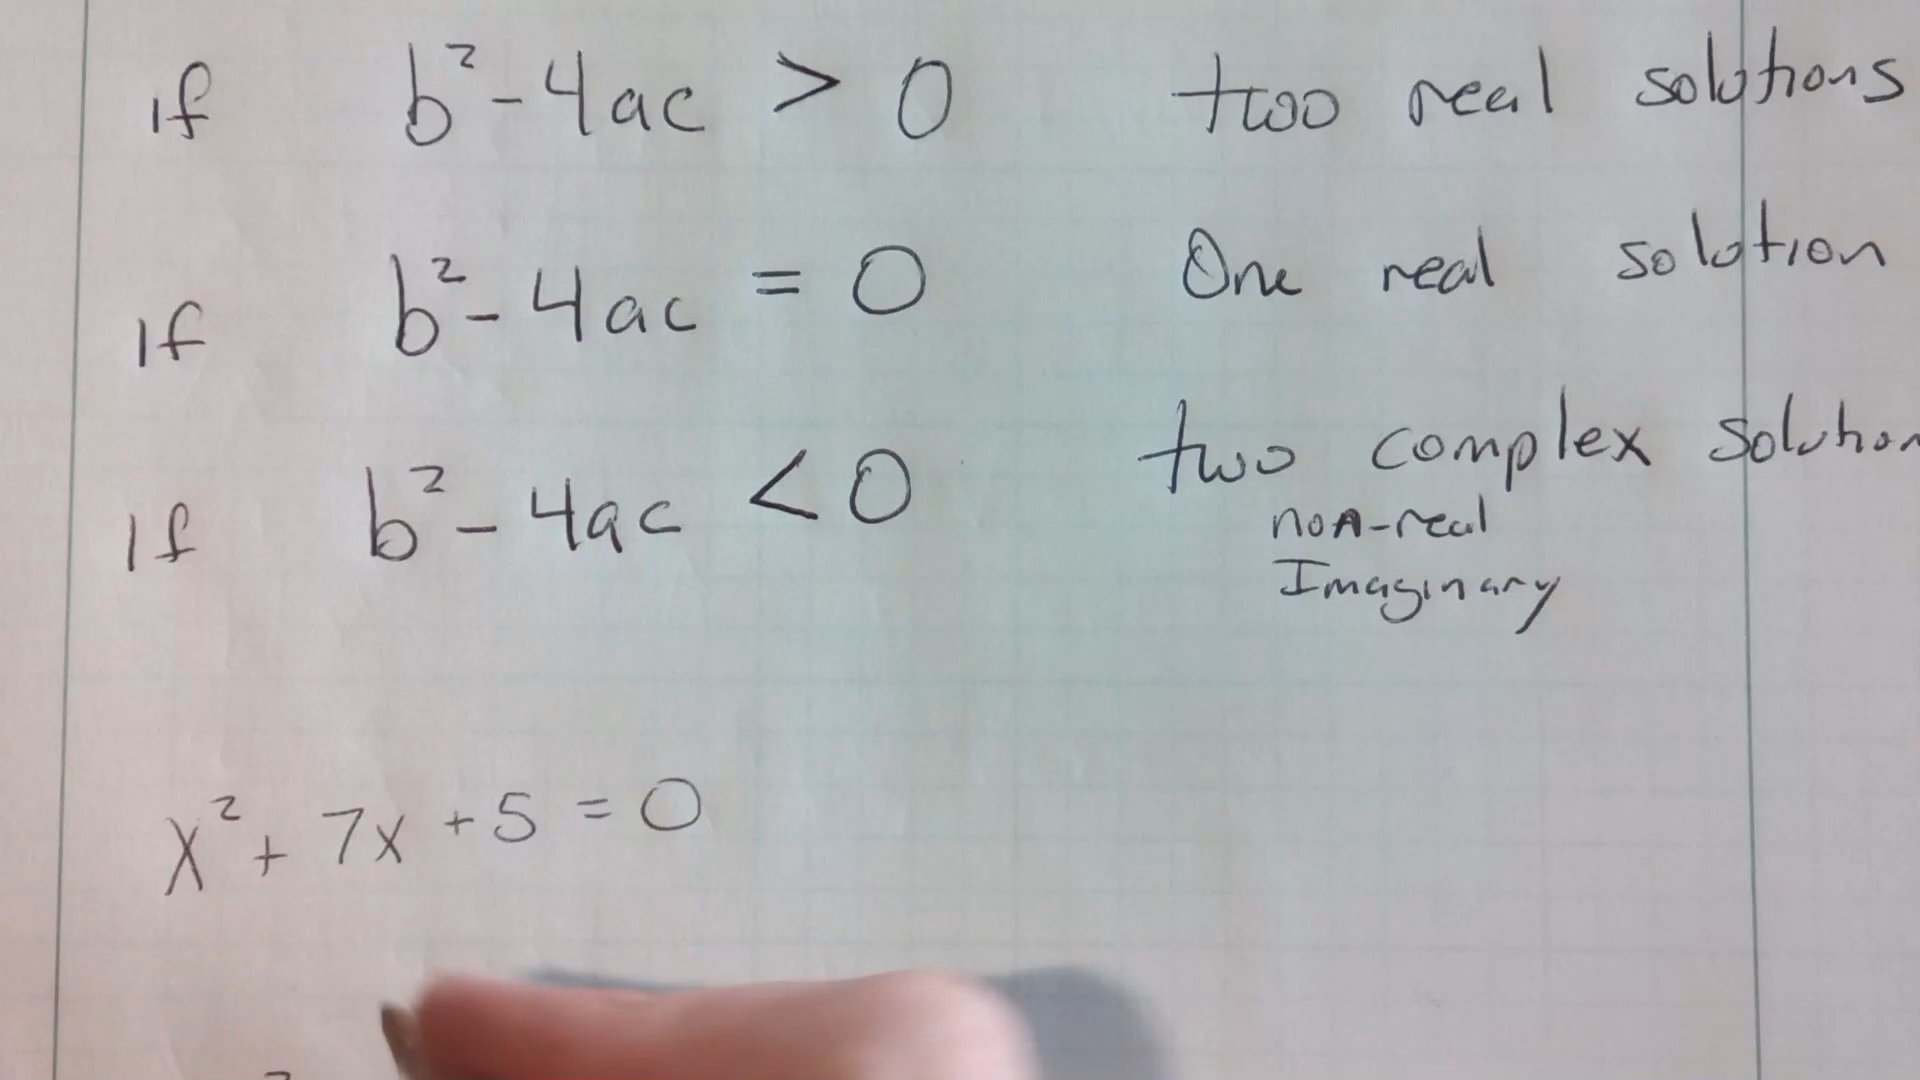 if b² - 4ac > 0 two real solutions
if b² - 4ac = 0 One real solution
If b² - 4ac < 0 two complex solution
non-real
Imaginary
x² + 7x + 5 = 0